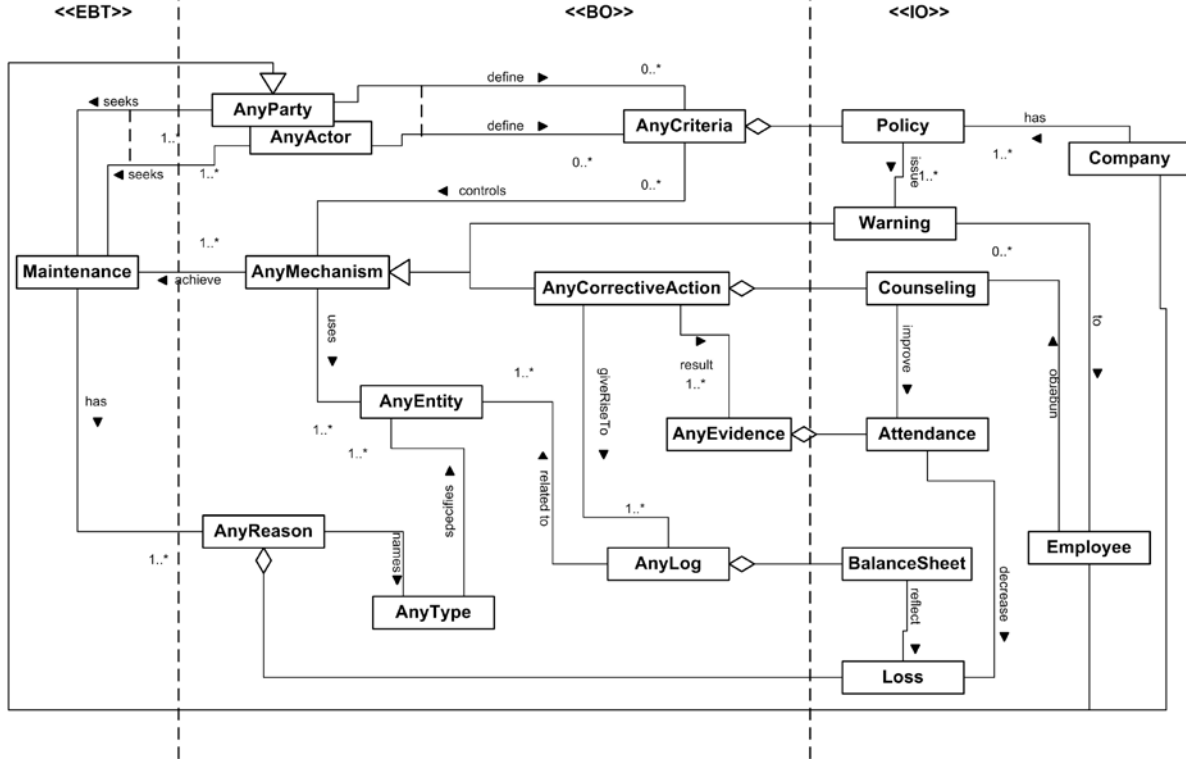 <<EBT>>
<<BO>>
<<IO>>
define
0..*
seeks
AnyParty
AnyCriteria
Policy
has
1..*
AnyActor
define
1..*
Company
seeks
1..*
0..*
0..*
issue
1..*
controls
Warning
1..*
0..*
Maintenance
achieve
AnyMechanism
AnyCorrectiveAction
Counseling
uses
giveRiseTo
result
improve
to
1..*
1..*
undergo
has
AnyEntity
1..*
1..*
AnyEvidence
Attendance
specifies
related to
1..*
AnyReason
names
1..*
AnyLog
BalanceSheet
Employee
decrease
AnyType
reflect
Loss